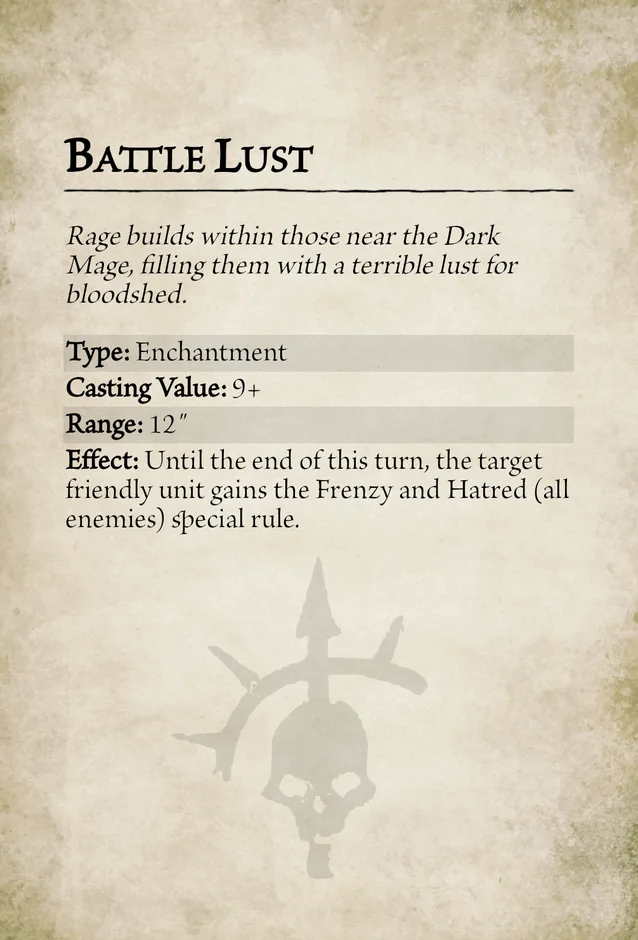 Battle Lust
Rage builds within those near the Dark
Mage, filling them with a terrible lust for
bloodshed.
Type: Enchantment
Casting Value: 9+
Range: 12"
Effect: Until the end of this turn, the target
friendly unit gains the Frenzy and Hatred (all
enemies) special rule.